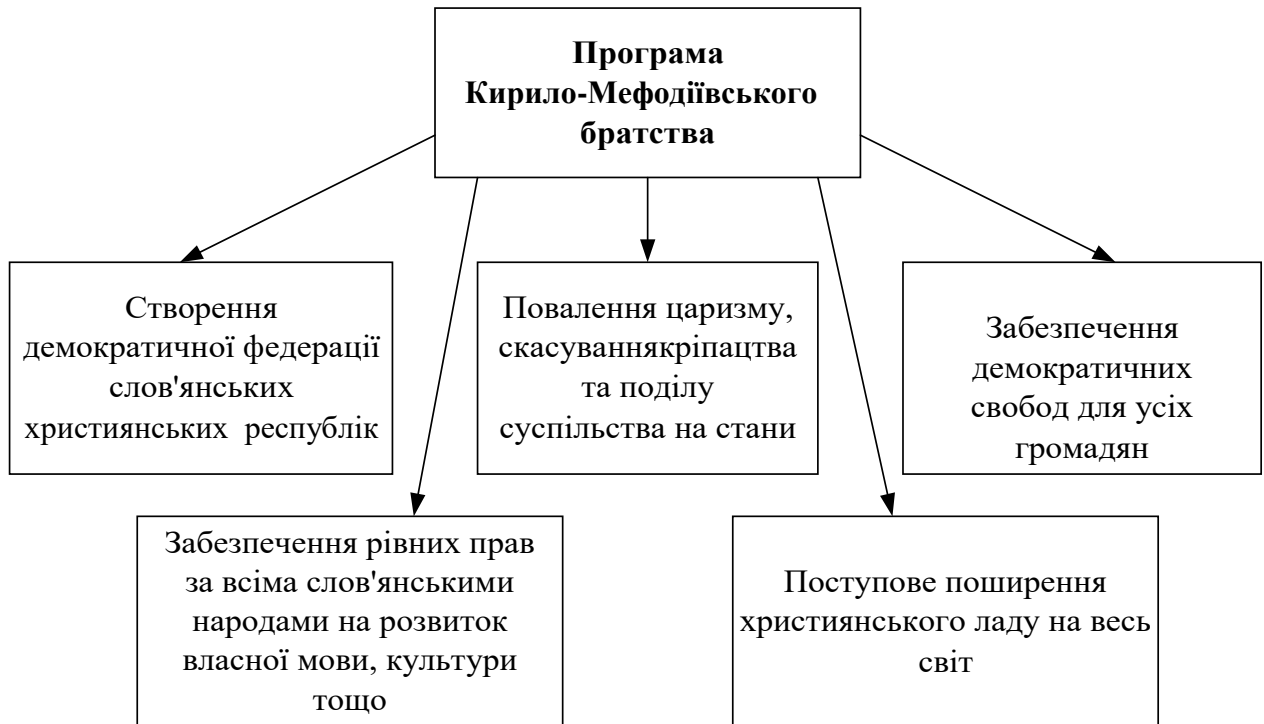 Програма
Кирило-Мефодіївського
братства
Створення
демократичної федерації
слов'янських
християнських республік
Повалення царизму,
скасуваннякріпацтва
та поділу
суспільства на стани
Забезпечення
демократичних
свобод для усіх
громадян
Забезпечення рівних прав
за всіма слов'янськими
народами на розвиток
власної мови, культури
тощо
Поступове поширення
християнського ладу на весь
світ